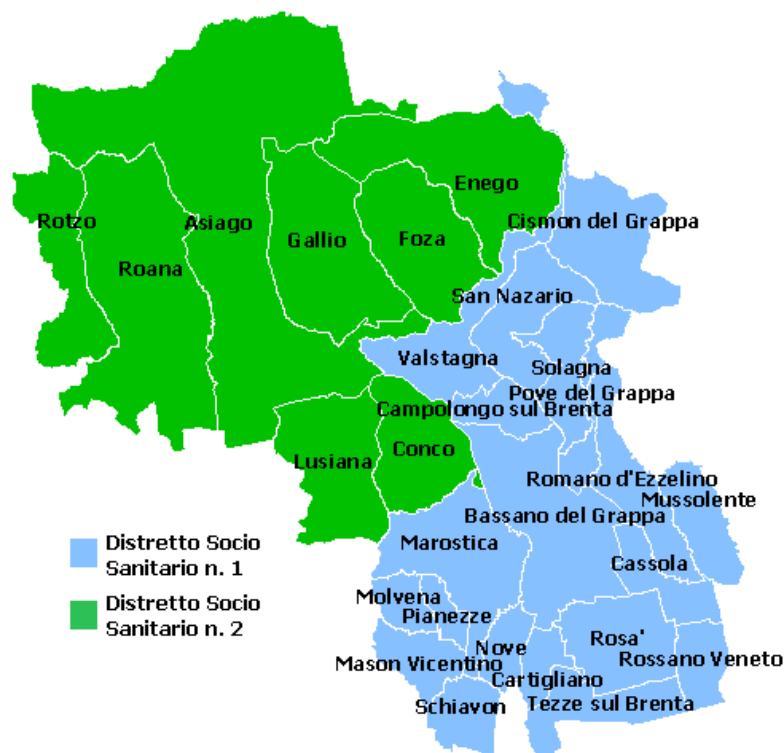 Enego
Rotzo
Asiago
Cismon del Grappa
Gallio
Foza
Roana
San Nazario
Valstagna
Solagna
Pove del Grappa
Campolongo sul Brenta
Conco
Lusiana
Romano d'Ezzelino
Mussolente
Bassano del Grappa
Marostica
Cassola
Distretto Socio
Sanitario n. 1
Distretto Socio
Sanitario n. 2
Molvena
Pianezze
Rosa'
Nove
Rossano Veneto
Mason Vicentino
Cartigliano
Tezze sul Brenta
Schiavon